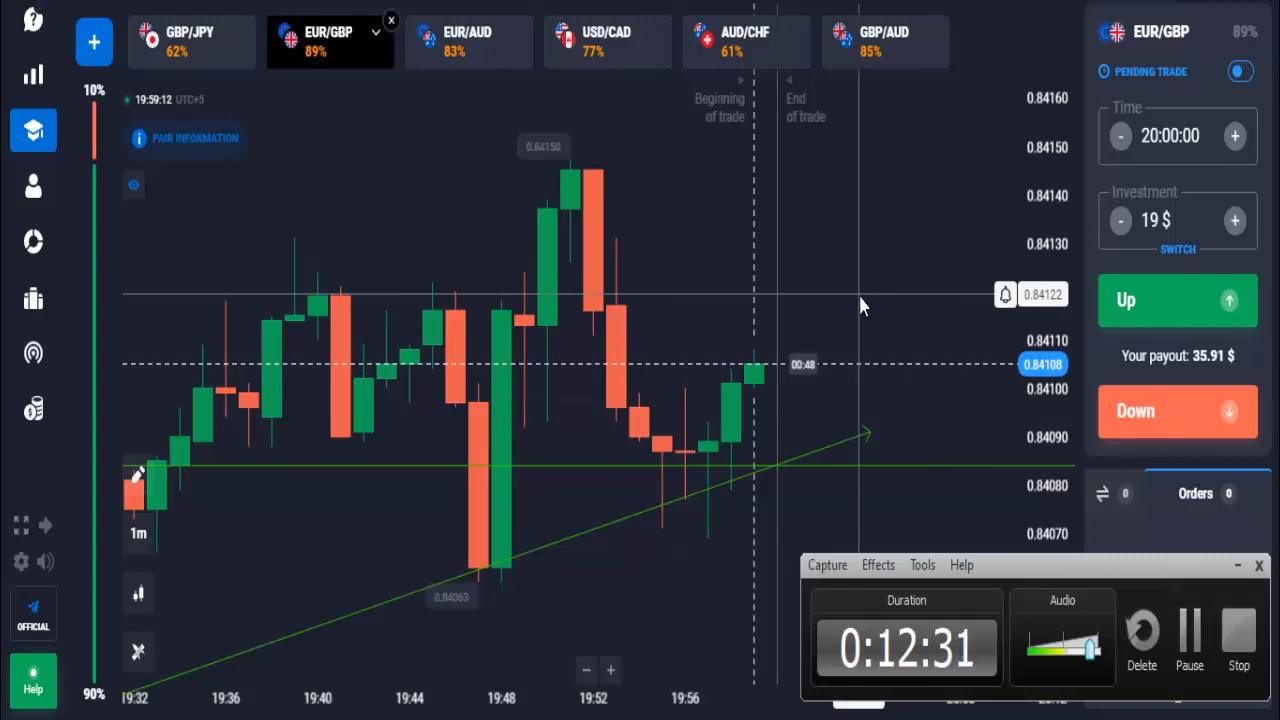 GBP/JPY
62%
EUR/GBP
89%
EUR/AUD
83%
USD/CAD
77%
AUD/CHF
61%
GBP/AUD
85%
EUR/GBP
89%
PENDING TRADE
Time
- 20:00:00 +
Investment
- 19 $ +
SWITCH
Up
Your payout: 35.91 $
Down
0
Orders 0
10%
90%
19:59:12 UTC+5
PAIR INFORMATION
Beginning
of trade
End
of trade
0.84150
0.84063
00:48
0.84160
0.84150
0.84140
0.84130
0.84122
0.84110
0.84108
0.84100
0.84090
0.84080
0.84070
1m
OFFICIAL
Help
19:32
19:36
19:40
19:44
19:48
19:52
19:56
Capture Effects Tools Help
Duration
0:12:31
Audio
Delete
Pause
Stop